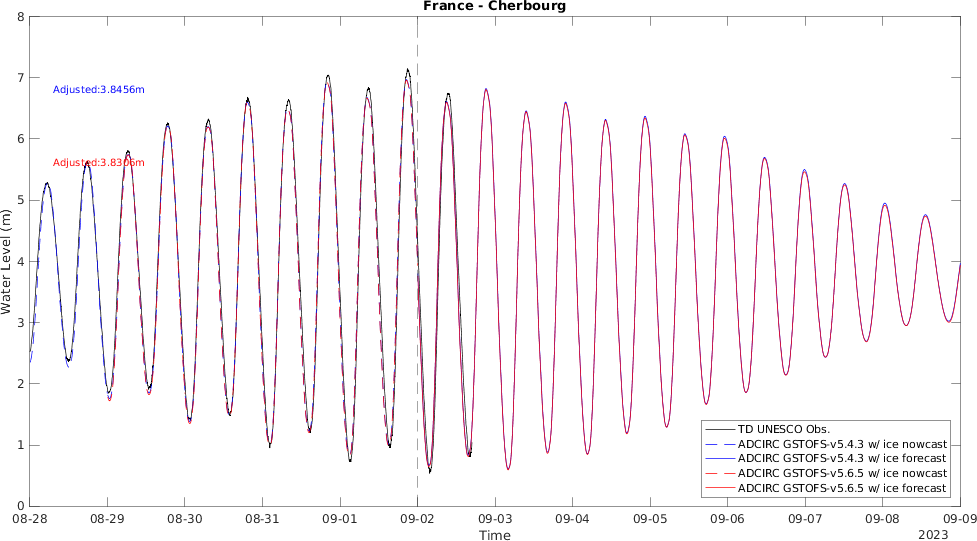 France - Cherbourg
8
7
6
5
4
3
2
1
0
Water Level (m)
Adjusted:3.8456m
Adjusted:3.8306m
TD UNESCO Obs.
ADCIRC GSTOFS-v5.4.3 w/ ice nowcast
ADCIRC GSTOFS-v5.4.3 w/ ice forecast
ADCIRC GSTOFS-v5.6.5 w/ ice nowcast
ADCIRC GSTOFS-v5.6.5 w/ ice forecast
08-28 08-29 08-30 08-31 09-01 09-02 09-03 09-04 09-05 09-06 09-07 09-08 09-09
Time
2023